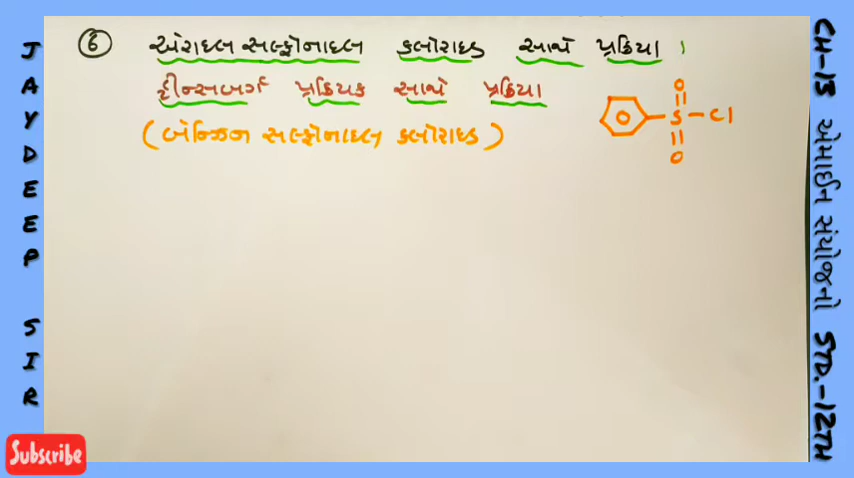 JAYDEEP SIR
⑥ એરાઇલ સલ્ફોનાઇલ ક્લોરાઇડ સાથે પ્રક્રિયા :
હીન્સબર્ગ પ્રક્રિયક સાથે પ્રક્રિયા
(બેન્ઝિન સલ્ફોનાઇલ ક્લોરાઇડ)
O
S - Cl
O
CH-13 એમાઈન સંયોજનો STD.-12TH
Subscribe